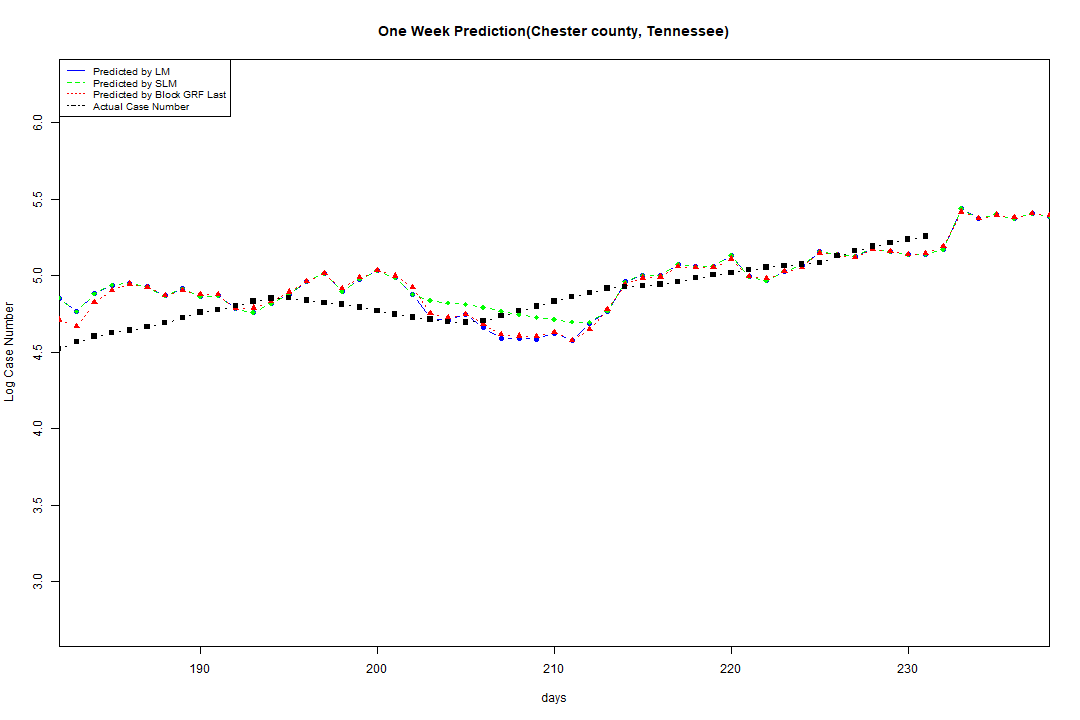 One Week Prediction(Chester county, Tennessee)
Predicted by LM
Predicted by SLM
Predicted by Block GRF Last
Actual Case Number
Log Case Number
6.0
5.5
5.0
4.5
4.0
3.5
3.0
190 200 210 220 230
days